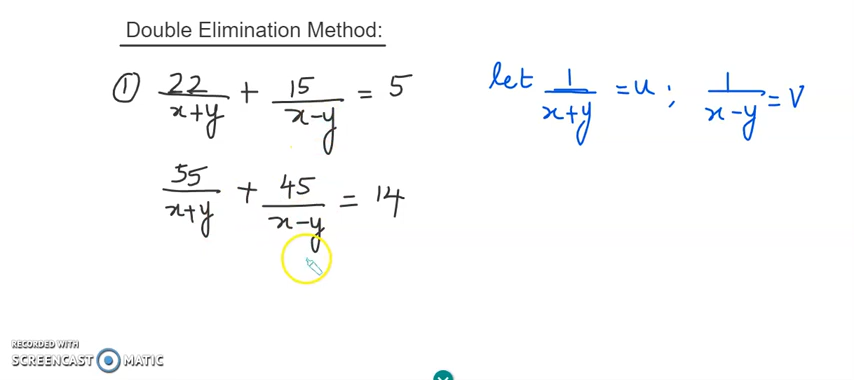 Double Elimination Method:
① 22/(x+y) + 15/(x-y) = 5
let 1/(x+y) = u; 1/(x-y) = v
55/(x+y) + 45/(x-y) = 14
RECORDED WITH
SCREENCAST MATIC